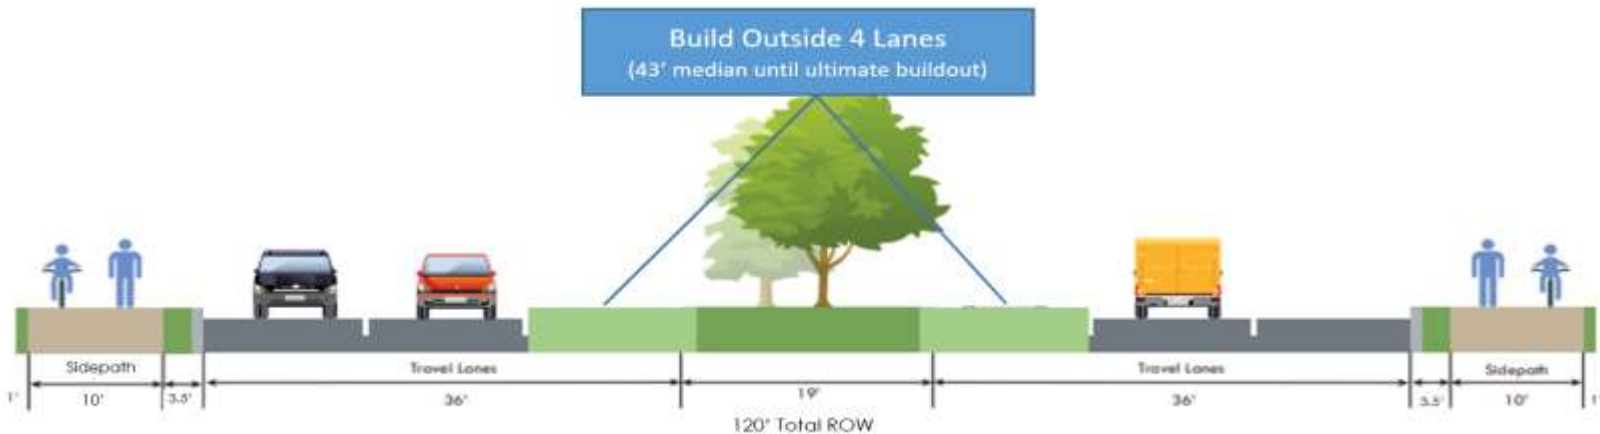 Build Outside 4 Lanes
(43' median until ultimate buildout)
Sidepath
Travel Lanes
Travel Lanes
Sidepath
1'
10'
3.5'
36'
19'
36'
3.5'
10'
1'
120' Total ROW